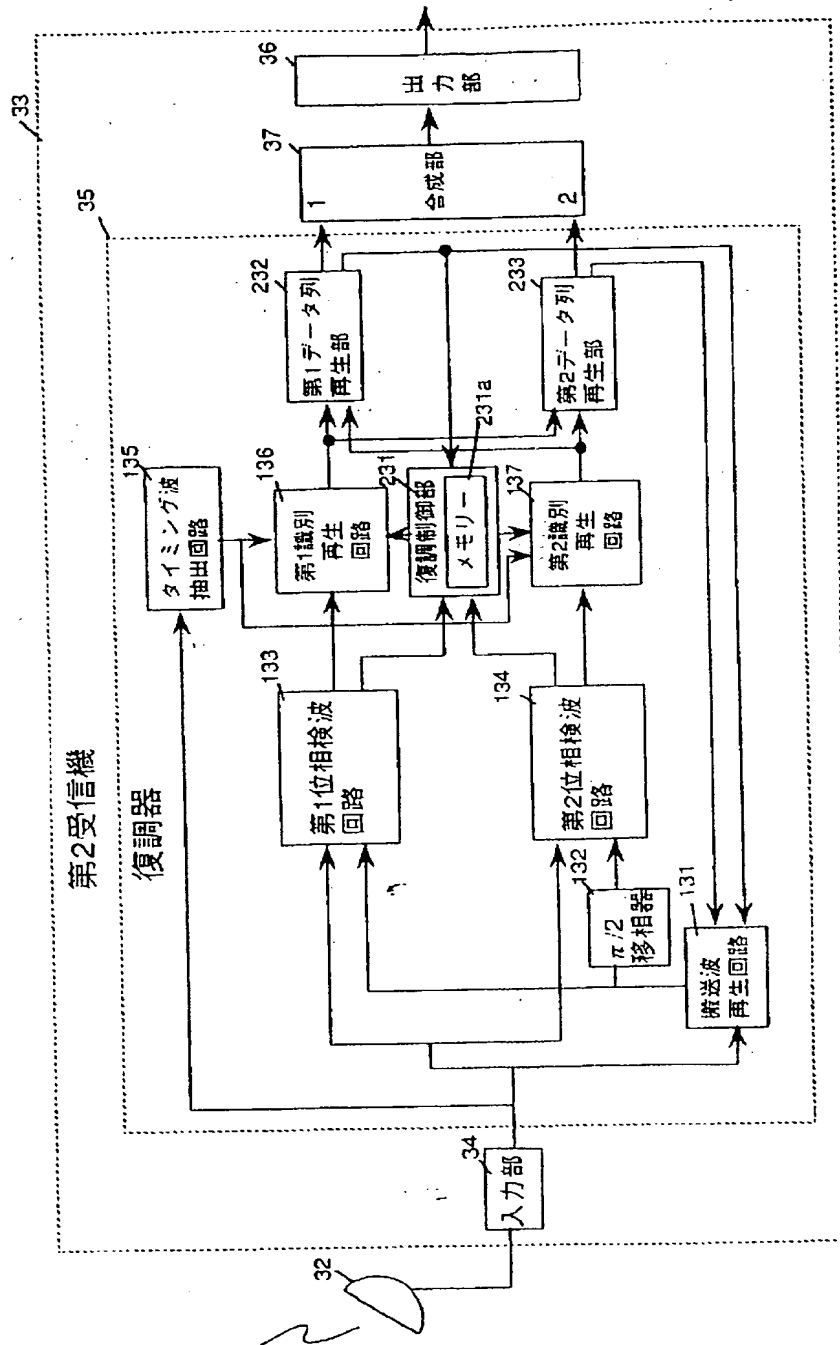 第2受信機
33
復調器
35
32
入力部
34
タイミング波
抽出回路
135
第1位相検波
回路
133
第1識別
再生
回路
136
第1データ列
再生部
232
復調制御部
231
メモリー
231a
第2位相検波
回路
134
第2識別
再生
回路
137
第2データ列
再生部
233
π/2
移相器
132
搬送波
再生回路
131
1
合成部
2
37
出力部
36